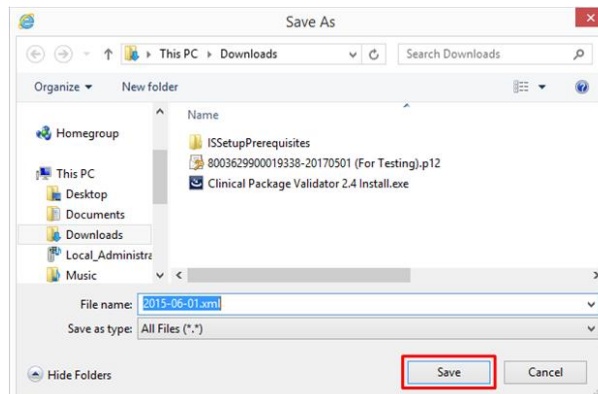 Save As
This PC Downloads
Search Downloads
Organize
New folder
Name
Homegroup
This PC
Desktop
Documents
Downloads
Local_Administra
Music
ISSetupPrerequisites
8003629900019338-20170501 (For Testing).p12
Clinical Package Validator 2.4 Install.exe
File name: 2015-06-01.xml
Save as type: All Files (*.*)
Hide Folders
Save
Cancel